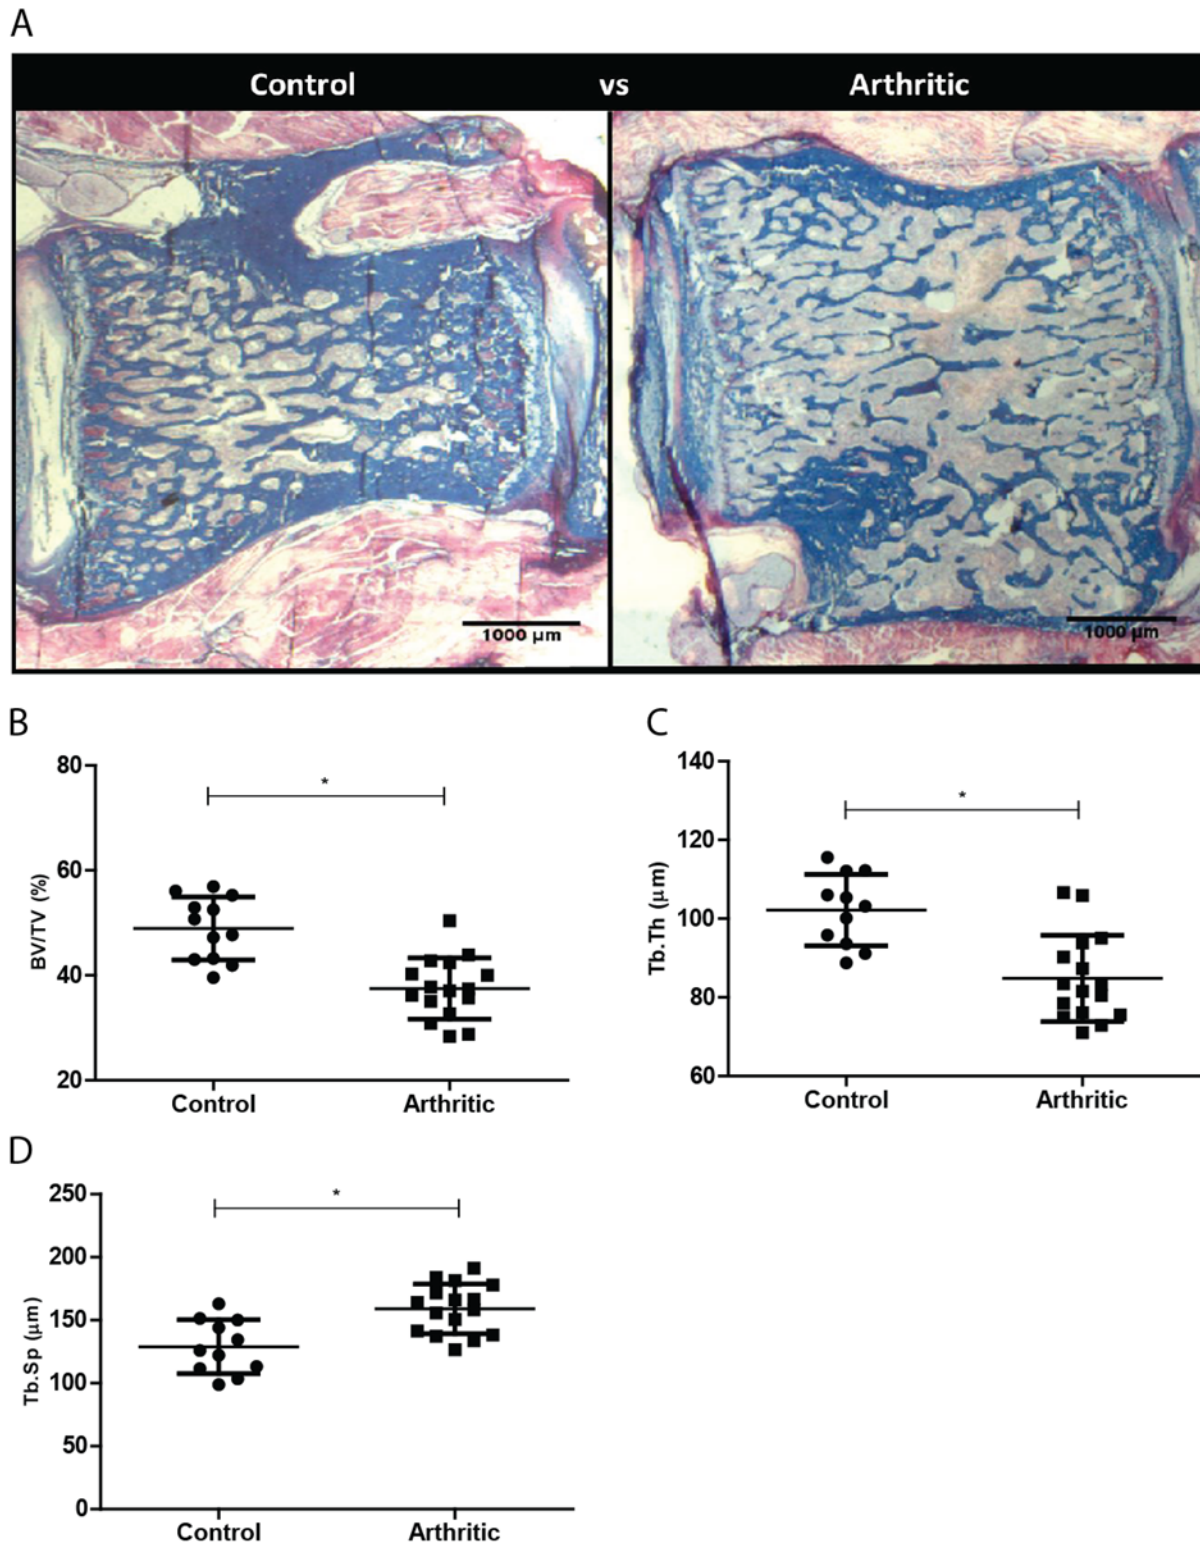 A
Control vs Arthritic
1000 µm 1000 µm
B
80
60
40
20
BV/TV (%)
*
Control Arthritic
C
140
120
100
80
60
Tb.Th (µm)
*
Control Arthritic
D
250
200
150
100
50
0
Tb.Sp (µm)
*
Control Arthritic